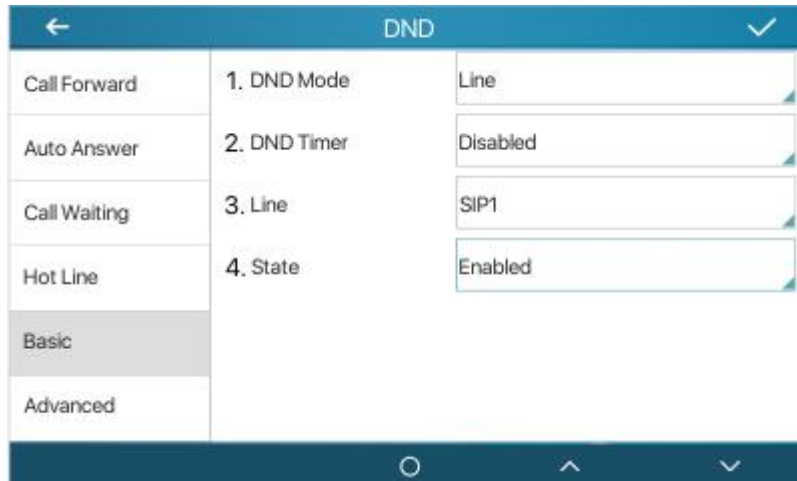 DND
Call Forward
Auto Answer
Call Waiting
Hot Line
Basic
Advanced
1. DND Mode Line
2. DND Timer Disabled
3. Line SIP1
4. State Enabled